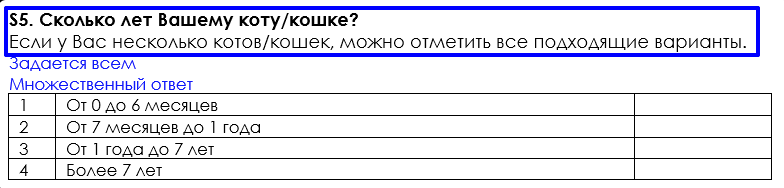 S5. Сколько лет Вашему коту/кошке?
Если у Вас несколько котов/кошек, можно отметить все подходящие варианты.
Задается всем
Множественный ответ
1 От 0 до 6 месяцев
2 От 7 месяцев до 1 года
3 От 1 года до 7 лет
4 Более 7 лет